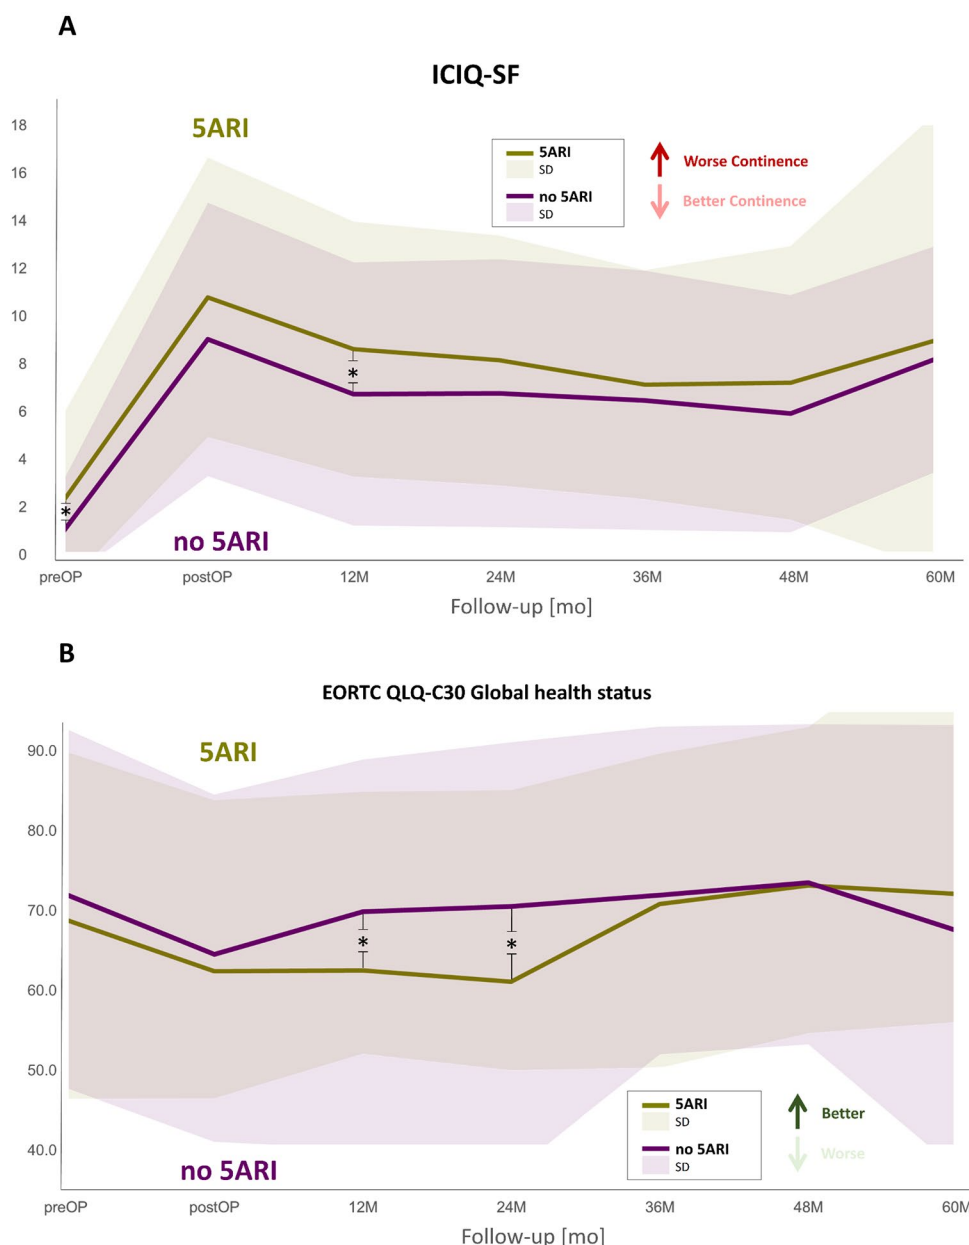 A
ICIQ-SF
18
16
14
12
10
8
6
4
2
0
5ARI
5ARI
SD
no 5ARI
SD
Worse Continence
Better Continence
*
*
no 5ARI
preOP
postOP
12M
24M
36M
48M
60M
Follow-up [mo]
B
EORTC QLQ-C30 Global health status
90.0
80.0
70.0
60.0
50.0
40.0
5ARI
*
*
5ARI
SD
no 5ARI
SD
Better
Worse
no 5ARI
preOP
postOP
12M
24M
36M
48M
60M
Follow-up [mo]